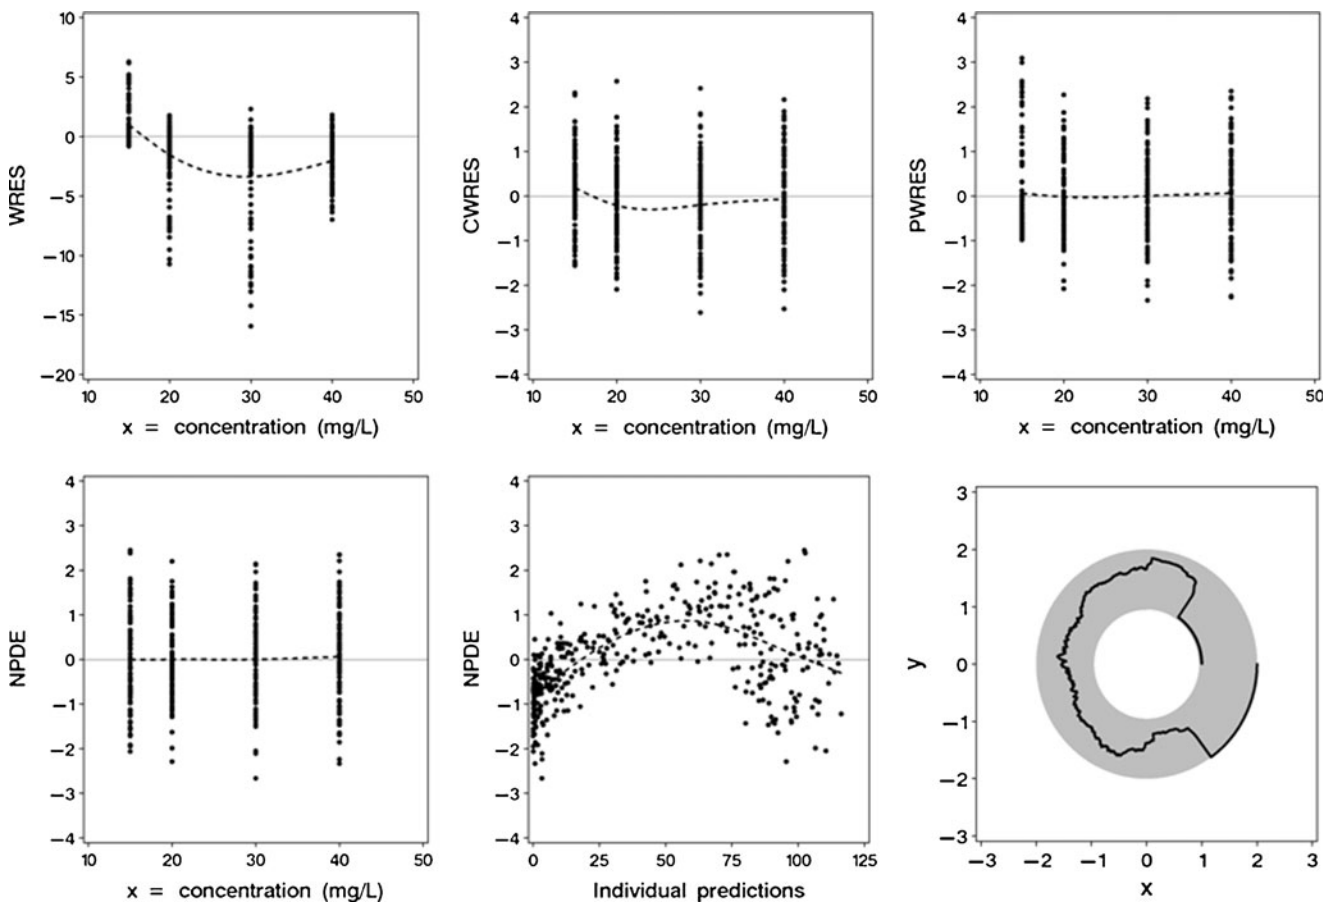 10
5
0
−5
−10
−15
−20
WRES
10 20 30 40 50
x = concentration (mg/L)
4
3
2
1
0
−1
−2
−3
−4
CWRES
10 20 30 40 50
x = concentration (mg/L)
4
3
2
1
0
−1
−2
−3
−4
PWRES
10 20 30 40 50
x = concentration (mg/L)
4
3
2
1
0
−1
−2
−3
−4
NPDE
10 20 30 40 50
x = concentration (mg/L)
4
3
2
1
0
−1
−2
−3
−4
NPDE
0 25 50 75 100 125
Individual predictions
3
2
1
0
−1
−2
−3
y
−3 −2 −1 0 1 2 3
x